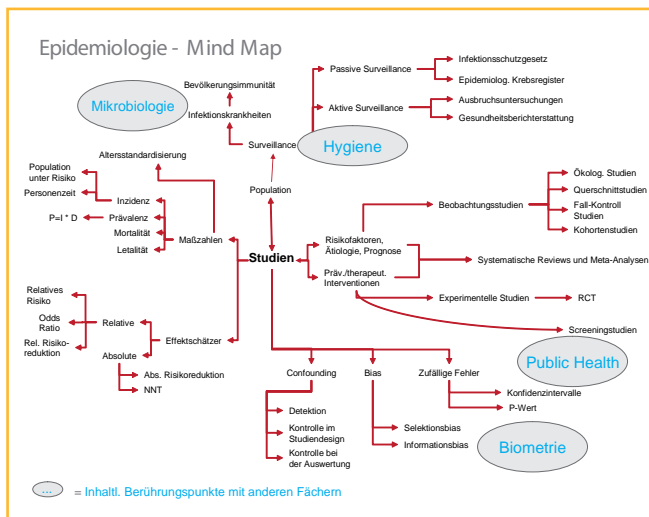 Epidemiologie - Mind Map
Mikrobiologie
Bevölkerungsimmunität
Infektionskrankheiten
Surveillance
Passive Surveillance
Infektionsschutzgesetz
Epidemiolog. Krebsregister
Aktive Surveillance
Ausbruchsuntersuchungen
Gesundheitsberichterstattung
Hygiene
Altersstandardisierung
Population
unter Risiko
Personenzeit
Inzidenz
P=I * D
Prävalenz
Mortalität
Letalität
Maßzahlen
Population
Studien
Risikofaktoren,
Ätiologie, Prognose
Präv./therapeut.
Interventionen
Beobachtungsstudien
Ökolog. Studien
Querschnittstudien
Fall-Kontroll
Studien
Kohortenstudien
Systematische Reviews und Meta-Analysen
Experimentelle Studien
RCT
Screeningstudien
Public Health
Relatives
Risiko
Odds
Ratio
Rel. Risiko-
reduktion
Relative
Absolute
Effektschätzer
Abs. Risikoreduktion
NNT
Confounding
Bias
Zufällige Fehler
Detektion
Kontrolle im
Studiendesign
Kontrolle bei
der Auswertung
Selektionsbias
Informationsbias
Konfidenzintervalle
P-Wert
Biometrie
... = Inhaltl. Berührungspunkte mit anderen Fächern